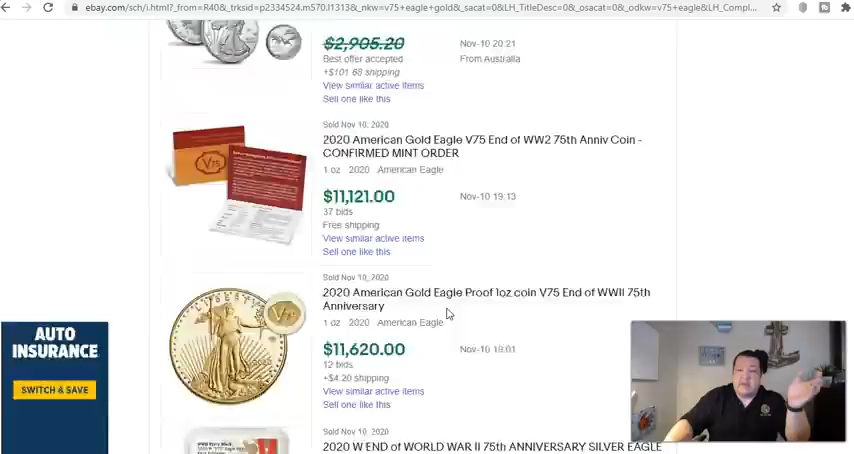 ebay.com/sch/i.html?_from=R40&_trksid=p2334524.m570.l1313&_nkw=v75+eagle+gold&_sacat=0&LH_TitleDesc=0&_osacat=0&_odkw=v75+eagle&LH_Compl...
$2,905.20
Nov-10 20:21
Best offer accepted
From Australia
+$101.68 shipping
View similar active items
Sell one like this
Sold Nov 10, 2020
2020 American Gold Eagle V75 End of WW2 75th Anniv Coin -
CONFIRMED MINT ORDER
1 oz 2020 American Eagle
$11,121.00
Nov-10 19:13
37 bids
Free shipping
View similar active items
Sell one like this
V75
Sold Nov 10, 2020
2020 American Gold Eagle Proof 1oz coin V75 End of WWII 75th
Anniversary
1 oz 2020 American Eagle
$11,620.00
Nov-10 18:01
12 bids
+$4.20 shipping
View similar active items
Sell one like this
LIBERTY
V75
AUTO
INSURANCE
SWITCH & SAVE
Sold Nov 10, 2020
2020 W END of WORLD WAR II 75th ANNIVERSARY SILVER EAGLE